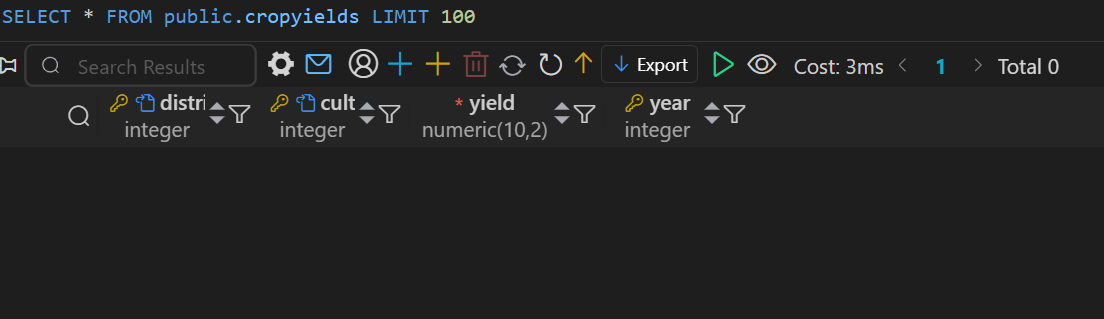 SELECT * FROM public.cropyields LIMIT 100
Search Results
Export
Cost: 3ms
1
Total 0
distri
cult
* yield
year
integer
integer
numeric(10,2)
integer